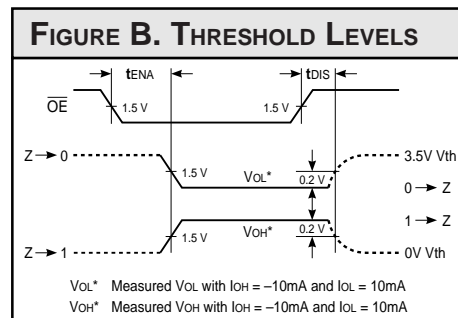 FIGURE B. THRESHOLD LEVELS
tENA tDIS
OE 1.5 V 1.5 V
Z 0 1.5 V VOL* 0.2 V 3.5V Vth
0 Z
1 Z
Z 1 1.5 V VOH* 0.2 V 0V Vth
VOL* Measured VOL with IOH = –10mA and IOL = 10mA
VOH* Measured VOH with IOH = –10mA and IOL = 10mA